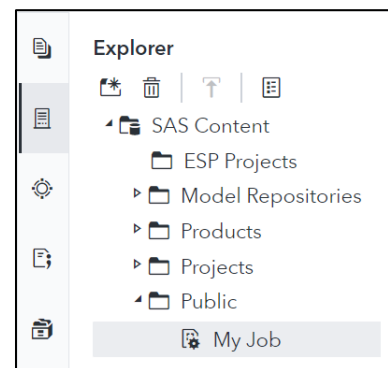 Explorer
SAS Content
ESP Projects
Model Repositories
Products
Projects
Public
My Job